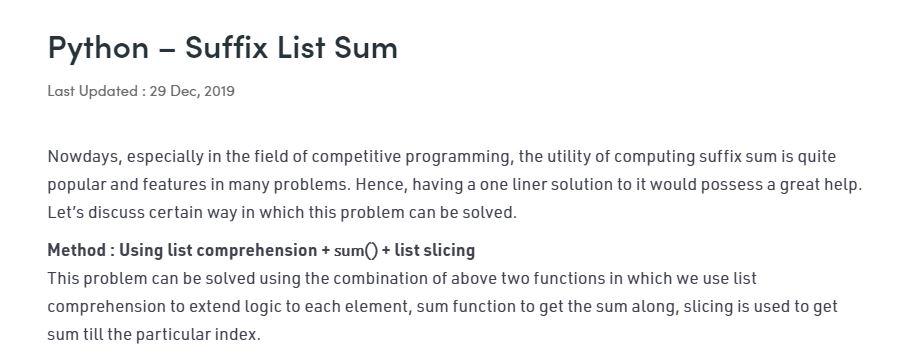 Python – Suffix List Sum
Last Updated : 29 Dec, 2019
Nowdays, especially in the field of competitive programming, the utility of computing suffix sum is quite
popular and features in many problems. Hence, having a one liner solution to it would possess a great help.
Let’s discuss certain way in which this problem can be solved.
Method : Using list comprehension + sum() + list slicing
This problem can be solved using the combination of above two functions in which we use list
comprehension to extend logic to each element, sum function to get the sum along, slicing is used to get
sum till the particular index.